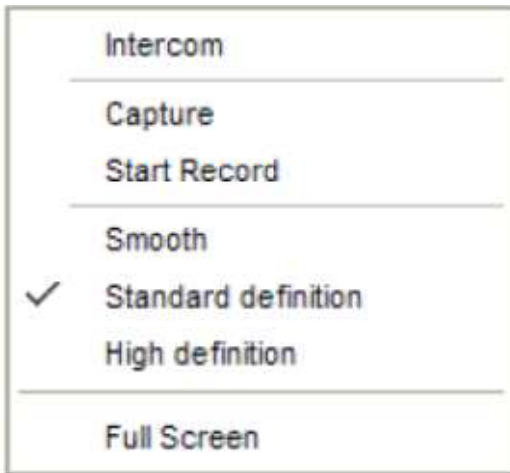 Intercom
Capture
Start Record
Smooth
Standard definition
High definition
Full Screen